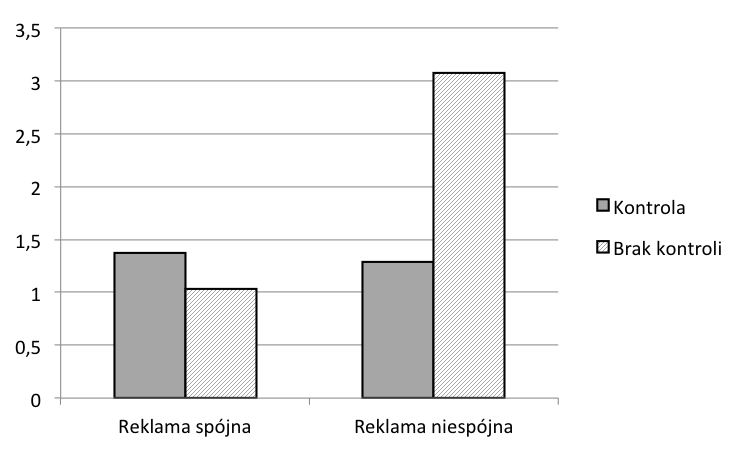 3,5
3
2,5
2
1,5
1
0,5
0
Reklama spójna
Reklama niespójna
Kontrola
Brak kontroli